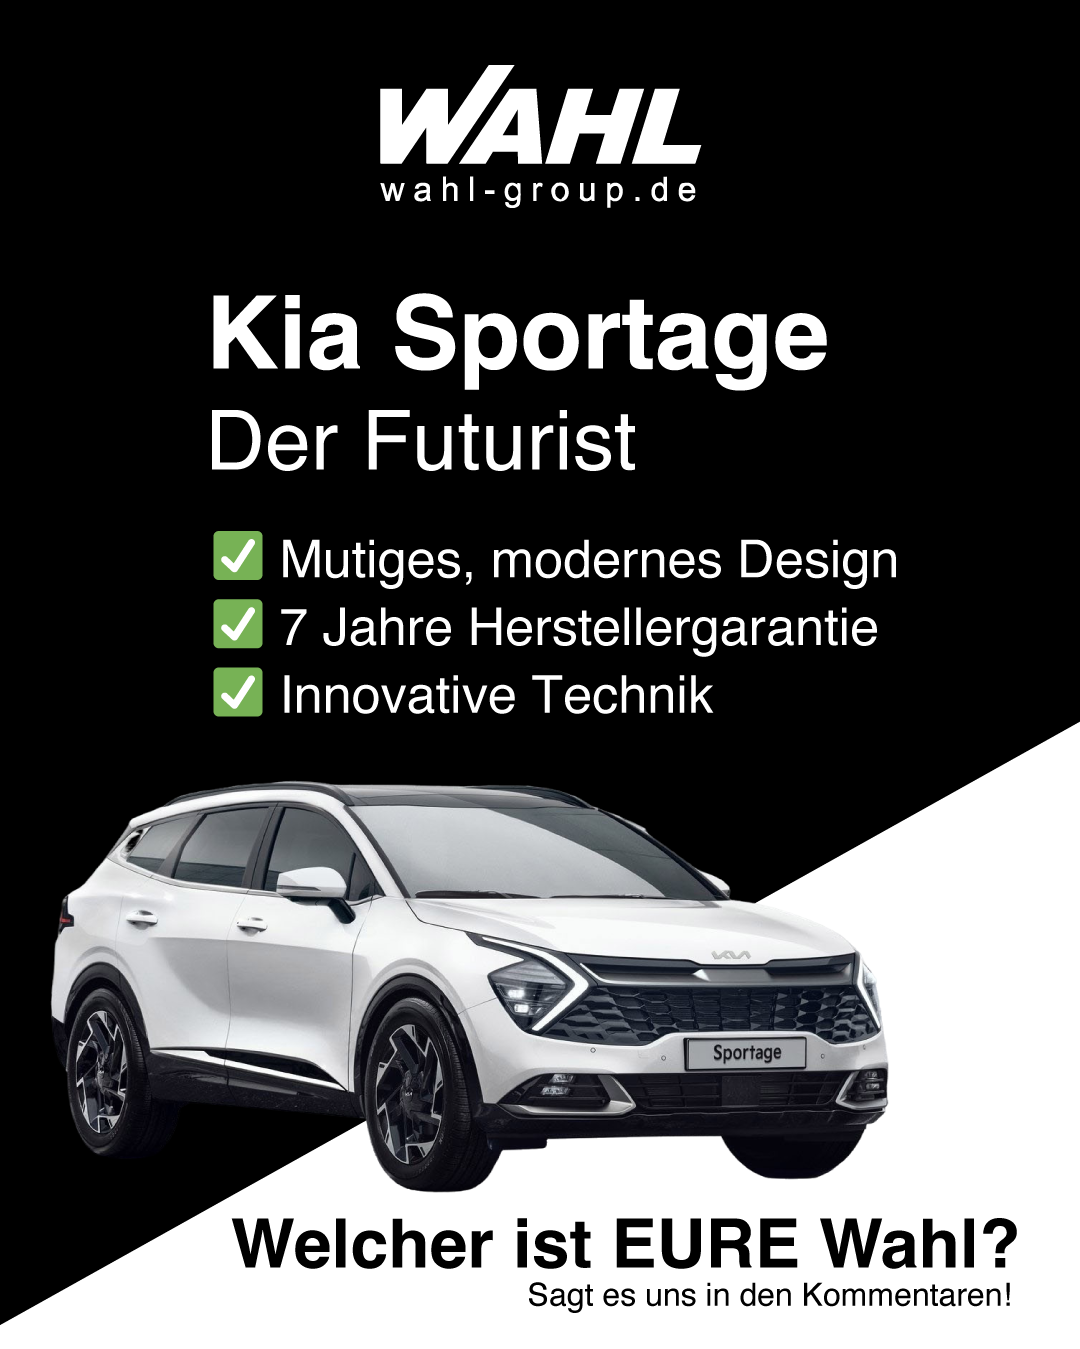 WAHL
wahl-group.de
Kia Sportage
Der Futurist
✅ Mutiges, modernes Design
✅ 7 Jahre Herstellergarantie
✅ Innovative Technik
KIA
Sportage
Welcher ist EURE Wahl?
Sagt es uns in den Kommentaren!